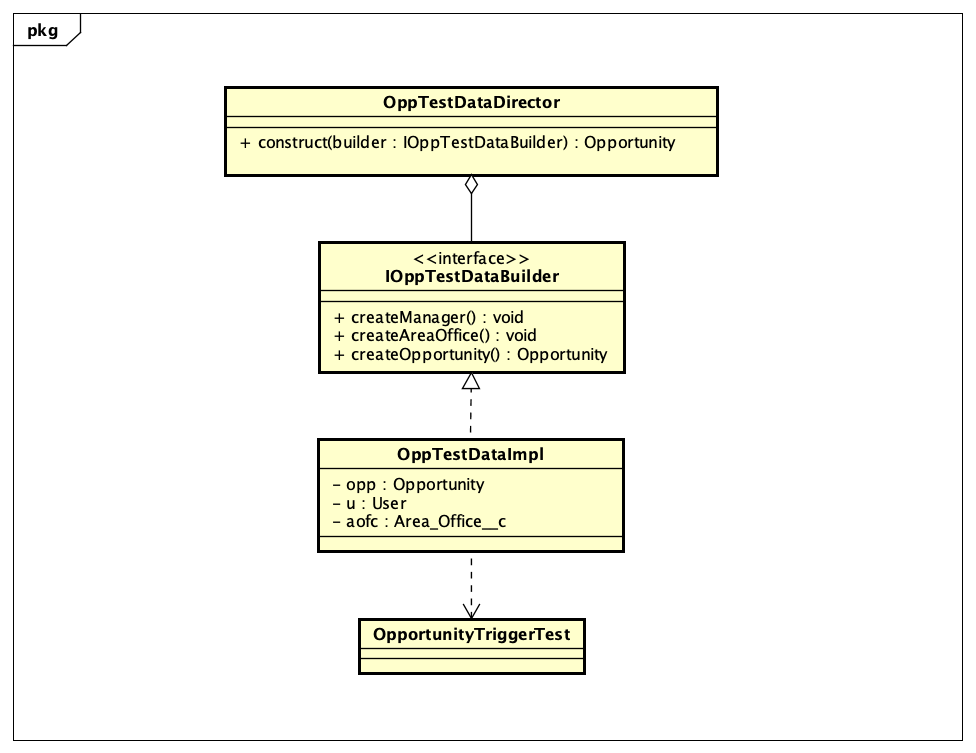 pkg
OppTestDataDirector
+ construct(builder : IOppTestDataBuilder) : Opportunity
<<interface>>
IOppTestDataBuilder
+ createManager() : void
+ createAreaOffice() : void
+ createOpportunity() : Opportunity
OppTestDataImpl
- opp : Opportunity
- u : User
- aofc : Area_Office__c
OpportunityTriggerTest